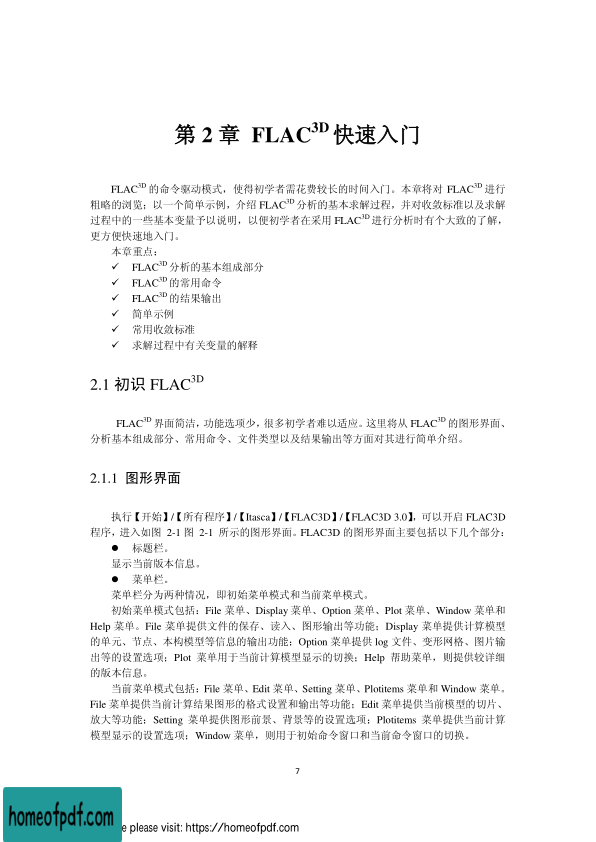 第 2 章 FLAC3D 快速入门
FLAC3D 的命令驱动模式，使得初学者需花费较长的时间入门。本章将对 FLAC3D 进行
粗略的浏览；以一个简单示例，介绍 FLAC3D 分析的基本求解过程，并对收敛标准以及求解
过程中的一些基本变量予以说明，以便初学者在采用 FLAC3D 进行分析时有个大致的了解，
更方便快速地入门。
本章重点：
✓ FLAC3D 分析的基本组成部分
✓ FLAC3D 的常用命令
✓ FLAC3D 的结果输出
✓ 简单示例
✓ 常用收敛标准
✓ 求解过程中有关变量的解释
2.1 初识 FLAC3D
FLAC3D 界面简洁，功能选项少，很多初学者难以适应。这里将从 FLAC3D 的图形界面、
分析基本组成部分、常用命令、文件类型以及结果输出等方面对其进行简单介绍。
2.1.1 图形界面
执行【开始】/【所有程序】/【Itasca】/【FLAC3D】/【FLAC3D 3.0】，可以开启 FLAC3D
程序，进入如图 2-1 图 2-1 所示的图形界面。FLAC3D 的图形界面主要包括以下几个部分：
● 标题栏。
显示当前版本信息。
● 菜单栏。
菜单栏分为两种情况，即初始菜单模式和当前菜单模式。
初始菜单模式包括：File 菜单、Display 菜单、Option 菜单、Plot 菜单、Window 菜单和
Help 菜单。File 菜单提供文件的保存、读入、图形输出等功能；Display 菜单提供计算模型
的单元、节点、本构模型等信息的输出功能；Option 菜单提供 log 文件、变形网格、图片输
出等的设置选项；Plot 菜单用于当前计算模型显示的切换；Help 帮助菜单，则提供较详细
的版本信息。
当前菜单模式包括：File 菜单、Edit 菜单、Setting 菜单、Plotitems 菜单和 Window 菜单。
File 菜单提供当前计算结果图形的格式设置和输出等功能；Edit 菜单提供当前模型的切片、
放大等功能；Setting 菜单提供图形前景、背景等的设置选项；Plotitems 菜单提供当前计算
模型显示的设置选项；Window 菜单，则用于初始命令窗口和当前命令窗口的切换。
7
homeofpdf.com
please visit: https://homeofpdf.com